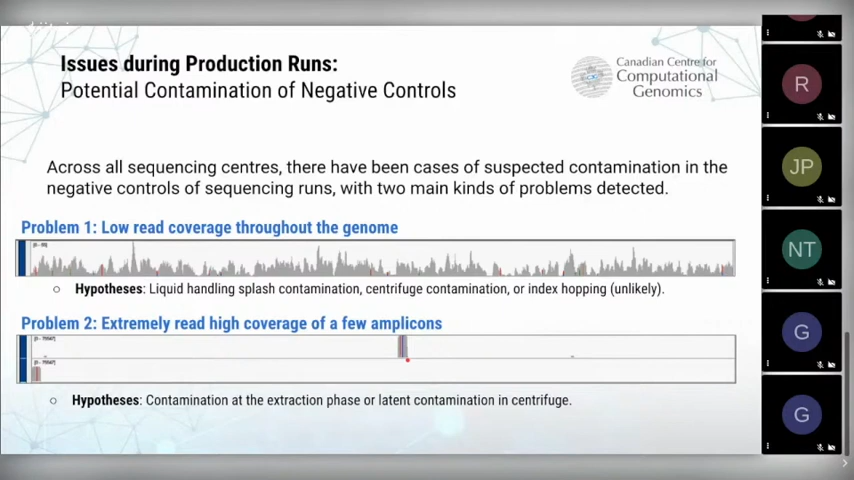 Issues during Production Runs:
Potential Contamination of Negative Controls
Canadian Centre for
Computational
Genomics
Across all sequencing centres, there have been cases of suspected contamination in the
negative controls of sequencing runs, with two main kinds of problems detected.
Problem 1: Low read coverage throughout the genome
Hypotheses: Liquid handling splash contamination, centrifuge contamination, or index hopping (unlikely).
Problem 2: Extremely read high coverage of a few amplicons
Hypotheses: Contamination at the extraction phase or latent contamination in centrifuge.
R
JP
NT
G
G